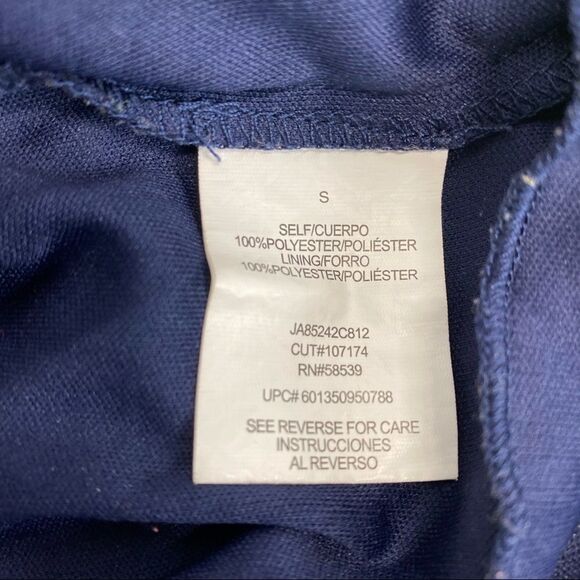 S
SELF/CUERPO
100%POLYESTER/POLIÉSTER
LINING/FORRO
100%POLYESTER/POLIÉSTER
JA85242C812
CUT#107174
RN#58539
UPC# 601350950788
SEE REVERSE FOR CARE
INSTRUCCIONES
AL REVERSO